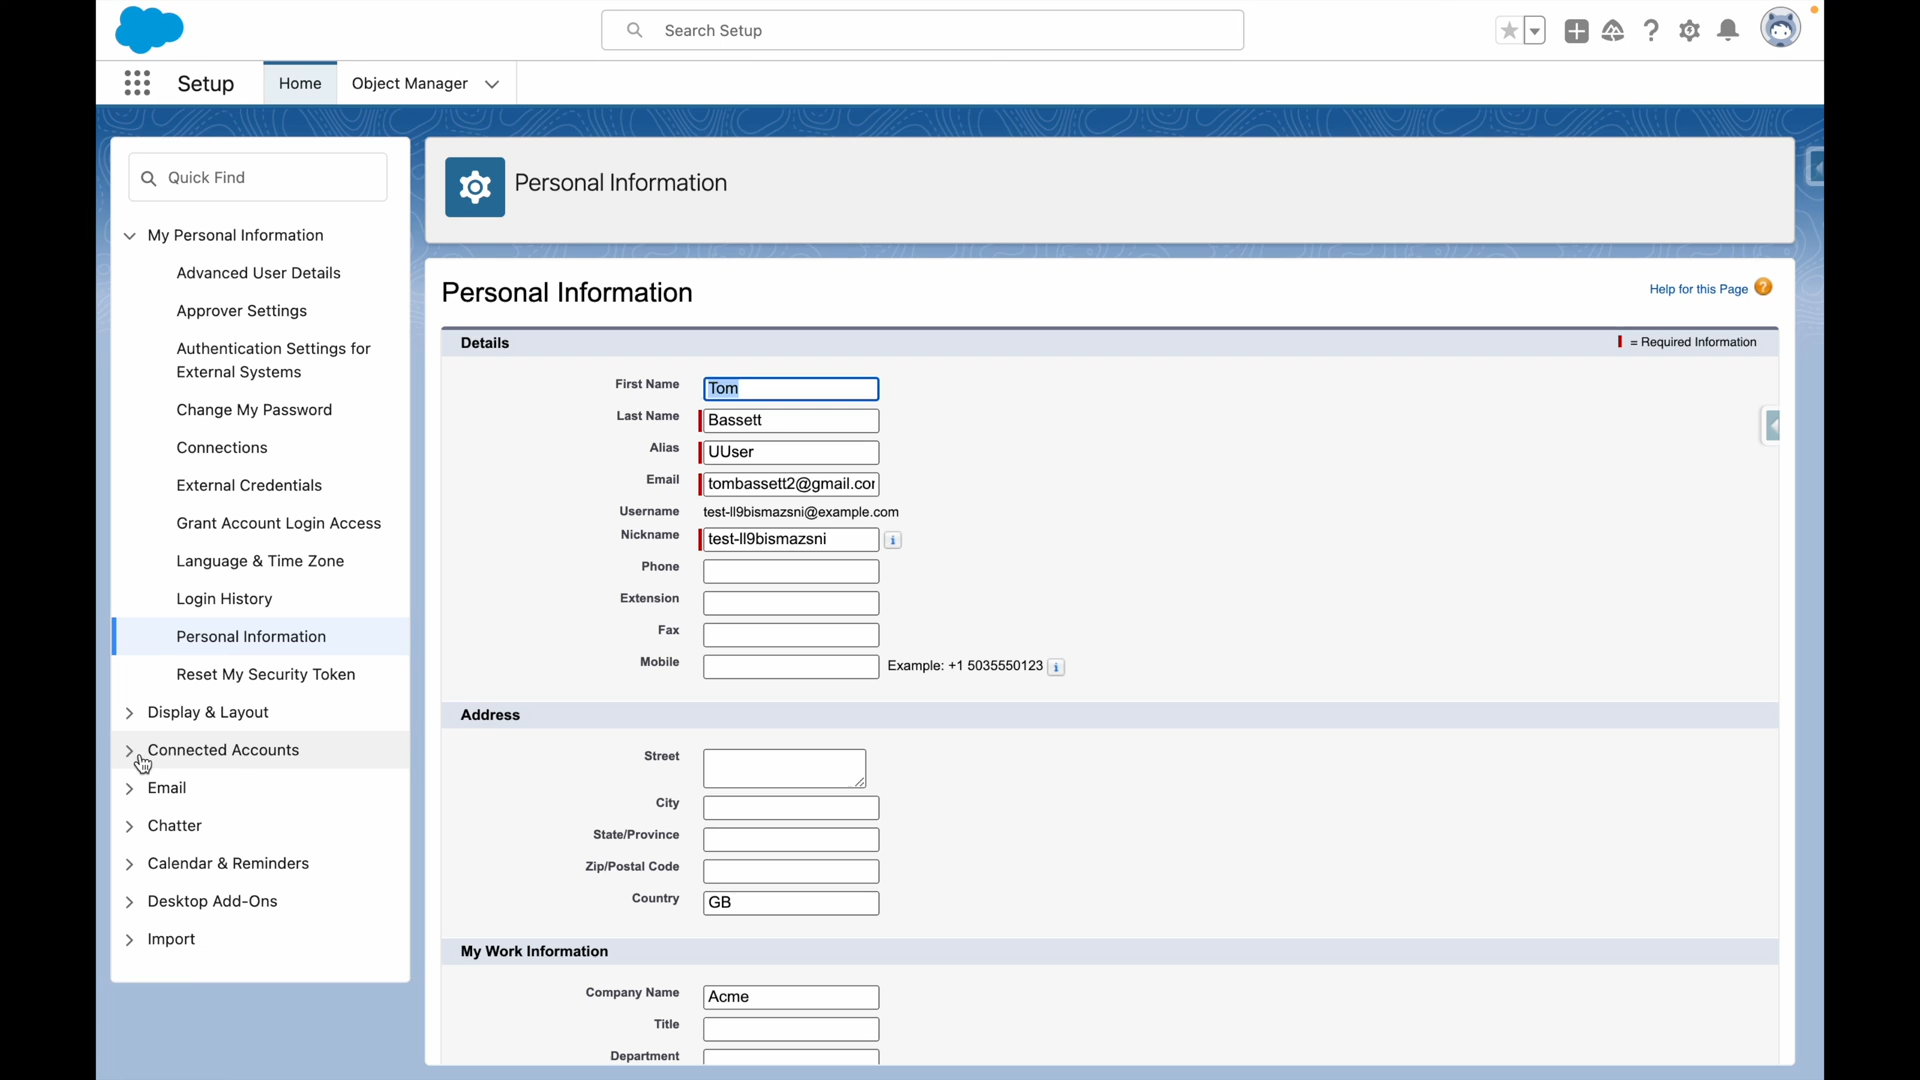 Search Setup
Setup
Home
Object Manager
Quick Find
My Personal Information
Advanced User Details
Approver Settings
Authentication Settings for
External Systems
Change My Password
Connections
External Credentials
Grant Account Login Access
Language & Time Zone
Login History
Personal Information
Reset My Security Token
Display & Layout
Connected Accounts
Email
Chatter
Calendar & Reminders
Desktop Add-Ons
Import
Personal Information
Personal Information
Help for this Page ?
Details
= Required Information
First Name Tom
Last Name Bassett
Alias UUser
Email tombassett2@gmail.cor
Username test-ll9bismazsni@example.com
Nickname test-ll9bismazsni i
Phone
Extension
Fax
Mobile Example: +1 5035550123 i
Address
Street
City
State/Province
Zip/Postal Code
Country GB
My Work Information
Company Name Acme
Title
Department